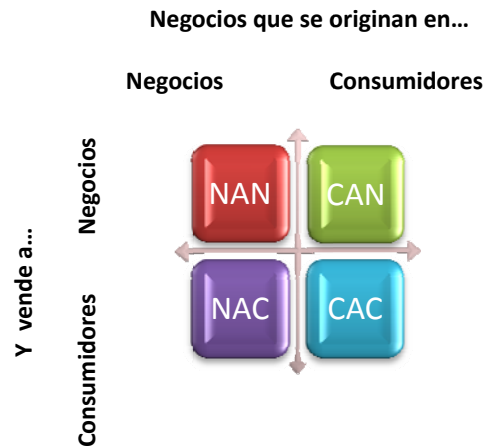 Negocios que se originan en...
Negocios Consumidores
Y vende a...
Negocios
NAN CAN
Consumidores
NAC CAC